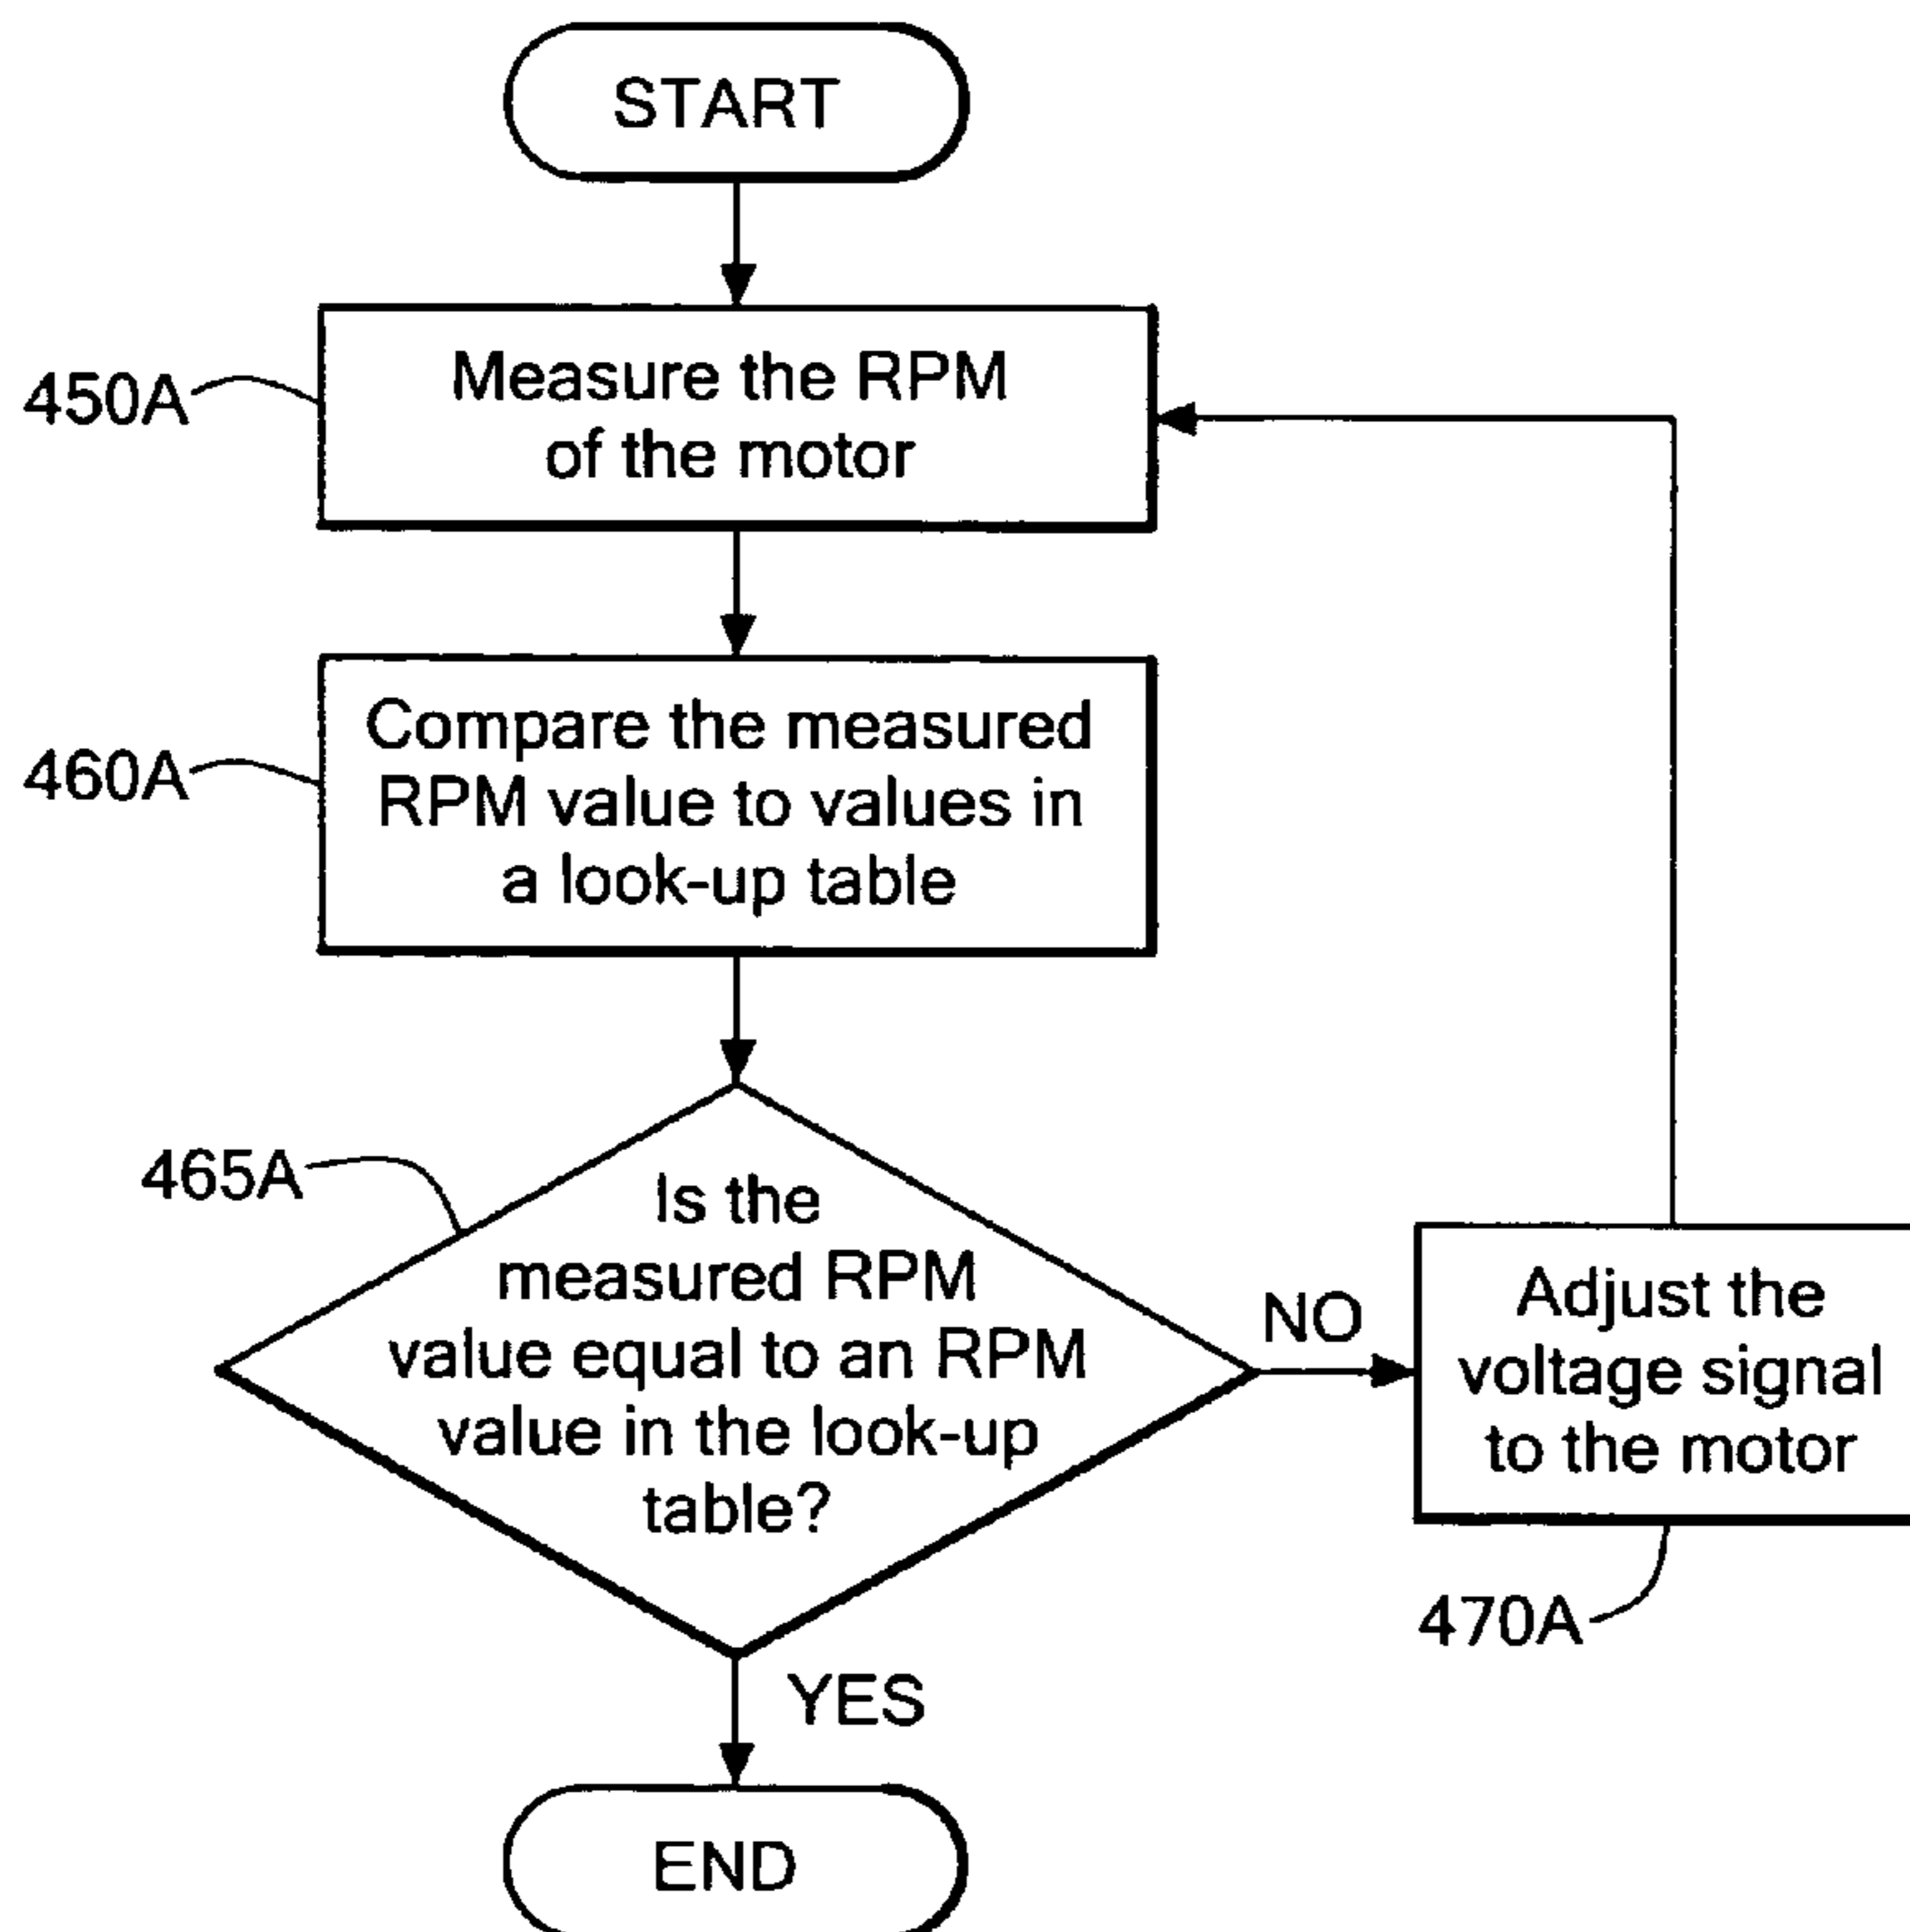 START
450A
Measure the RPM
of the motor
460A
Compare the measured
RPM value to values in
a look-up table
465A
Is the
measured RPM
value equal to an RPM
value in the look-up
table?
NO
Adjust the
voltage signal
to the motor
470A
YES
END